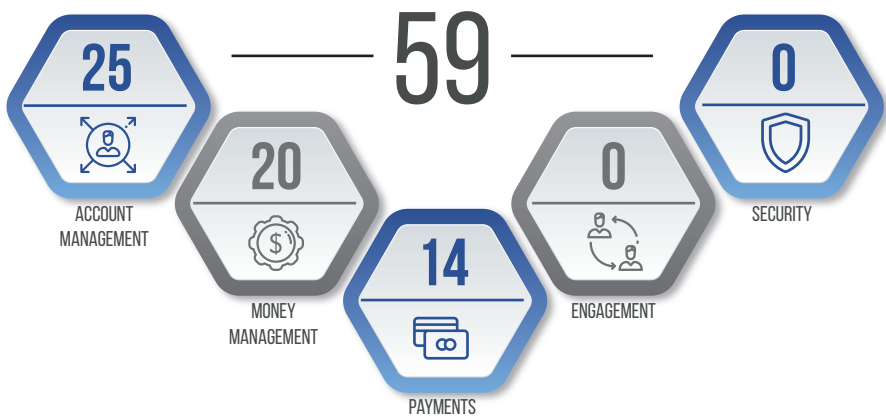 59
25
ACCOUNT
MANAGEMENT
20
$
MONEY
MANAGEMENT
14
PAYMENTS
0
ENGAGEMENT
0
SECURITY